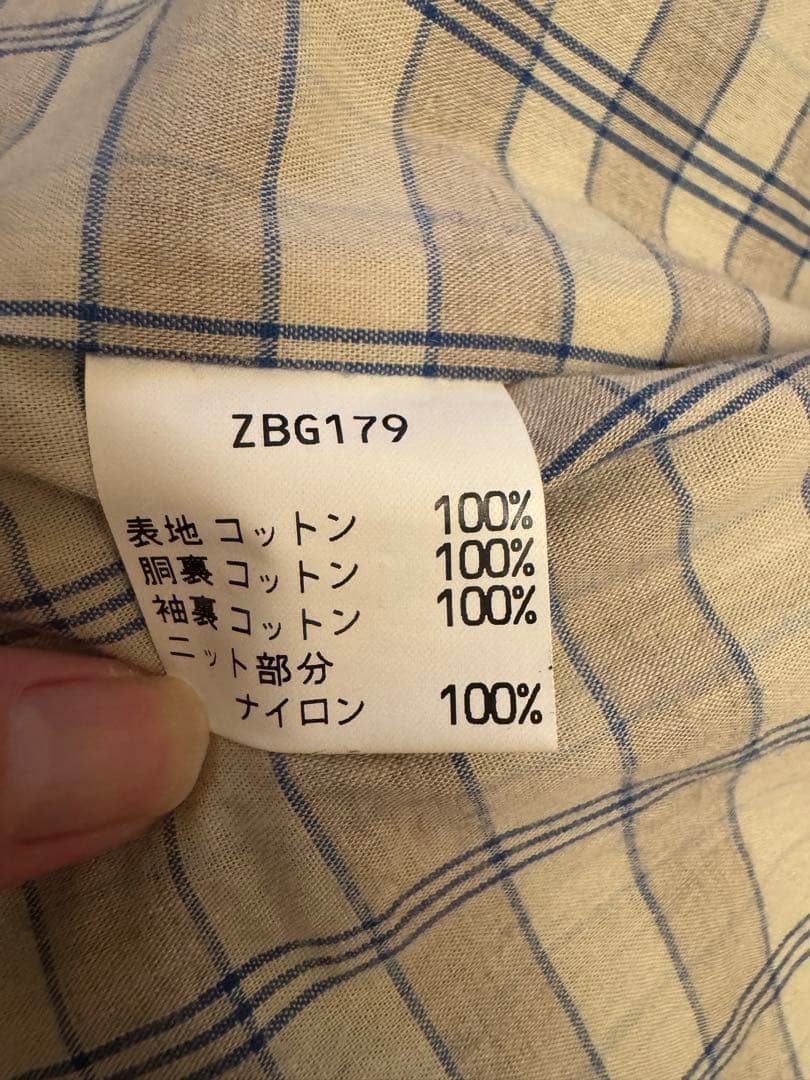 ZBG179
表地 コットン 100%
胴裏 コットン 100%
袖裏 コットン 100%
ニット部分
ナイロン 100%